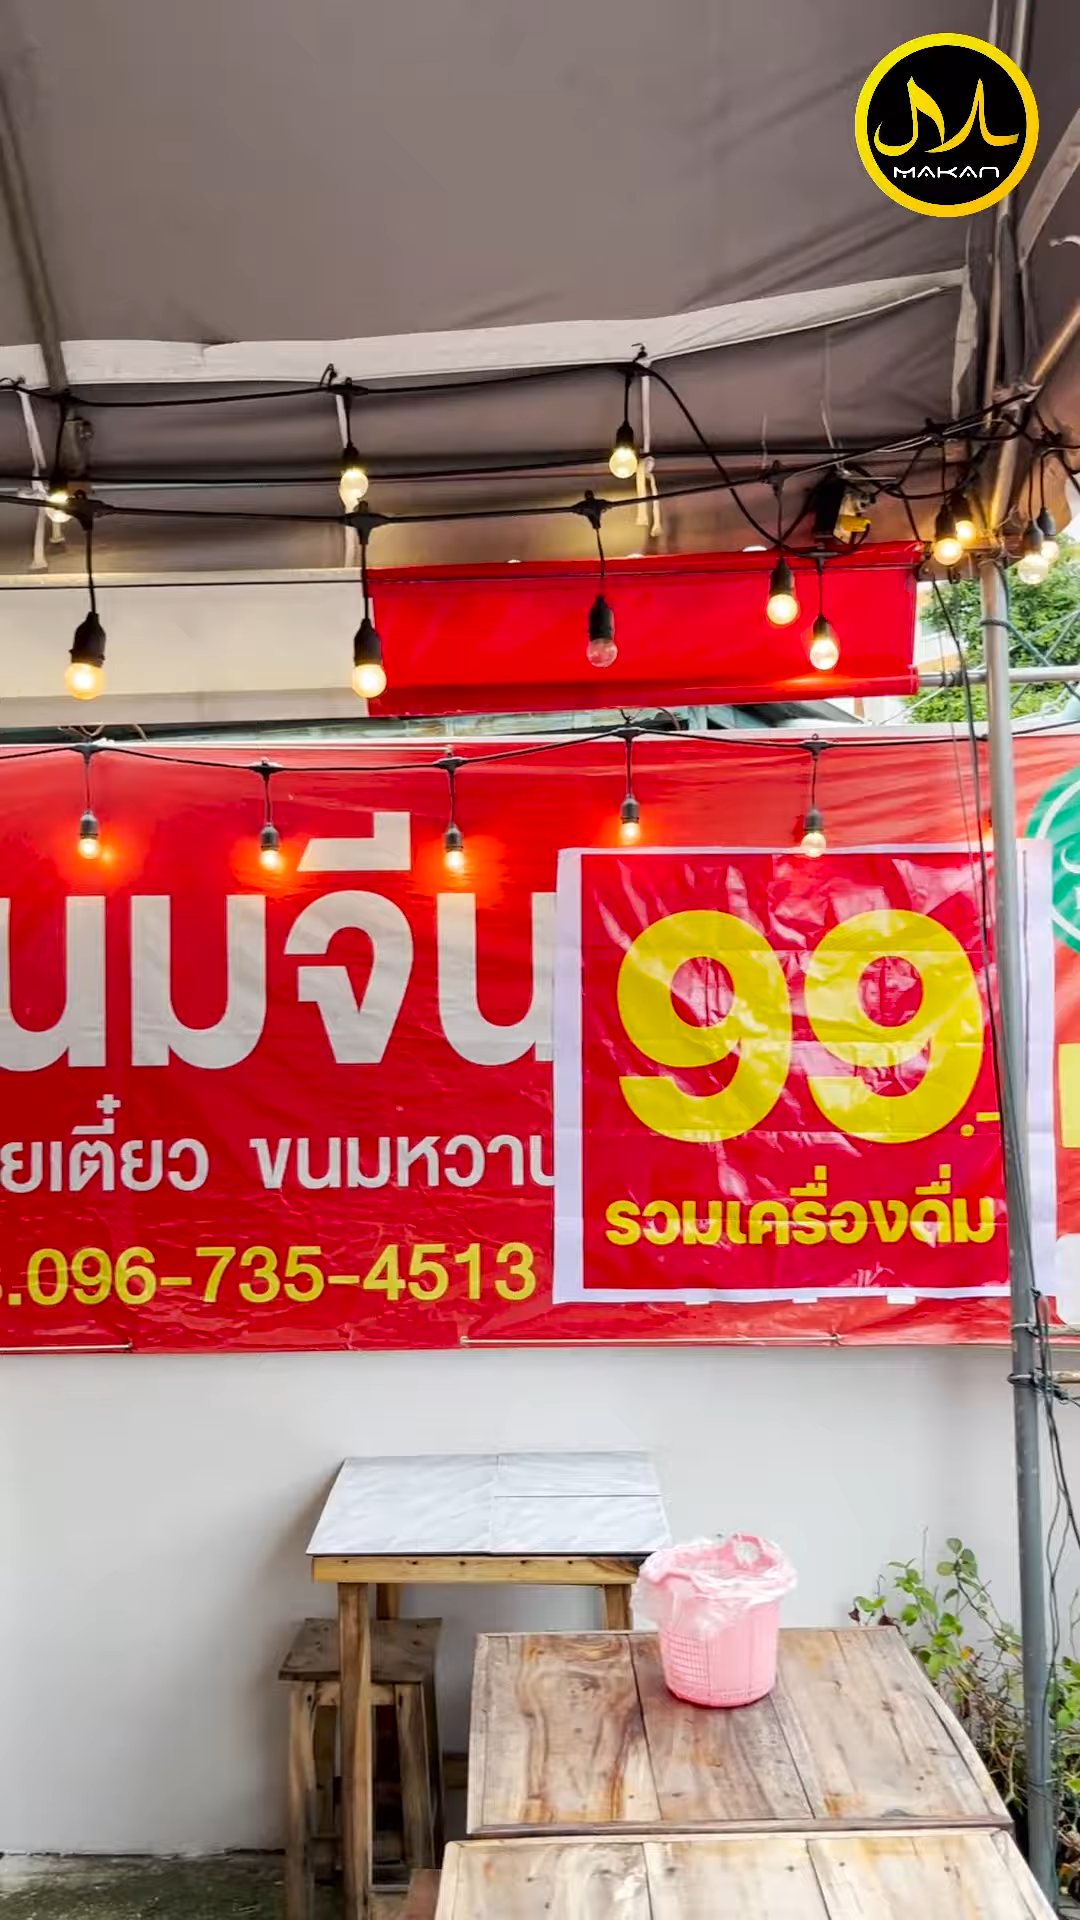 MAKAN
นมจีน
ยเตี๋ยว ขนมหวาน
.096-735-4513
99.-
รวมเครื่องดื่ม